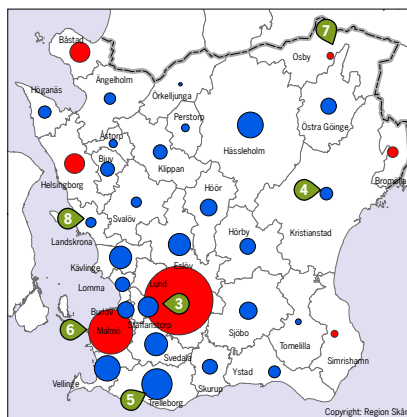 7
Båstad
Osby
Ängelholm
Höganäs
Örkelljunga
Perstorp
Östra Göinge
Åstorp
Hässleholm
Bjuv
Klippan
Bromölla
Helsingborg
Höör
4
Svalöv
8
Hörby
Kristianstad
Landskrona
Eslöv
Kävlinge
Lomma
Lund
3
Burlöv
Staffanstorp
6
Malmö
Sjöbo
Svedala
Tomelilla
Simrishamn
Vellinge
Skurup
Ystad
5
Trelleborg
Copyright: Region Skån